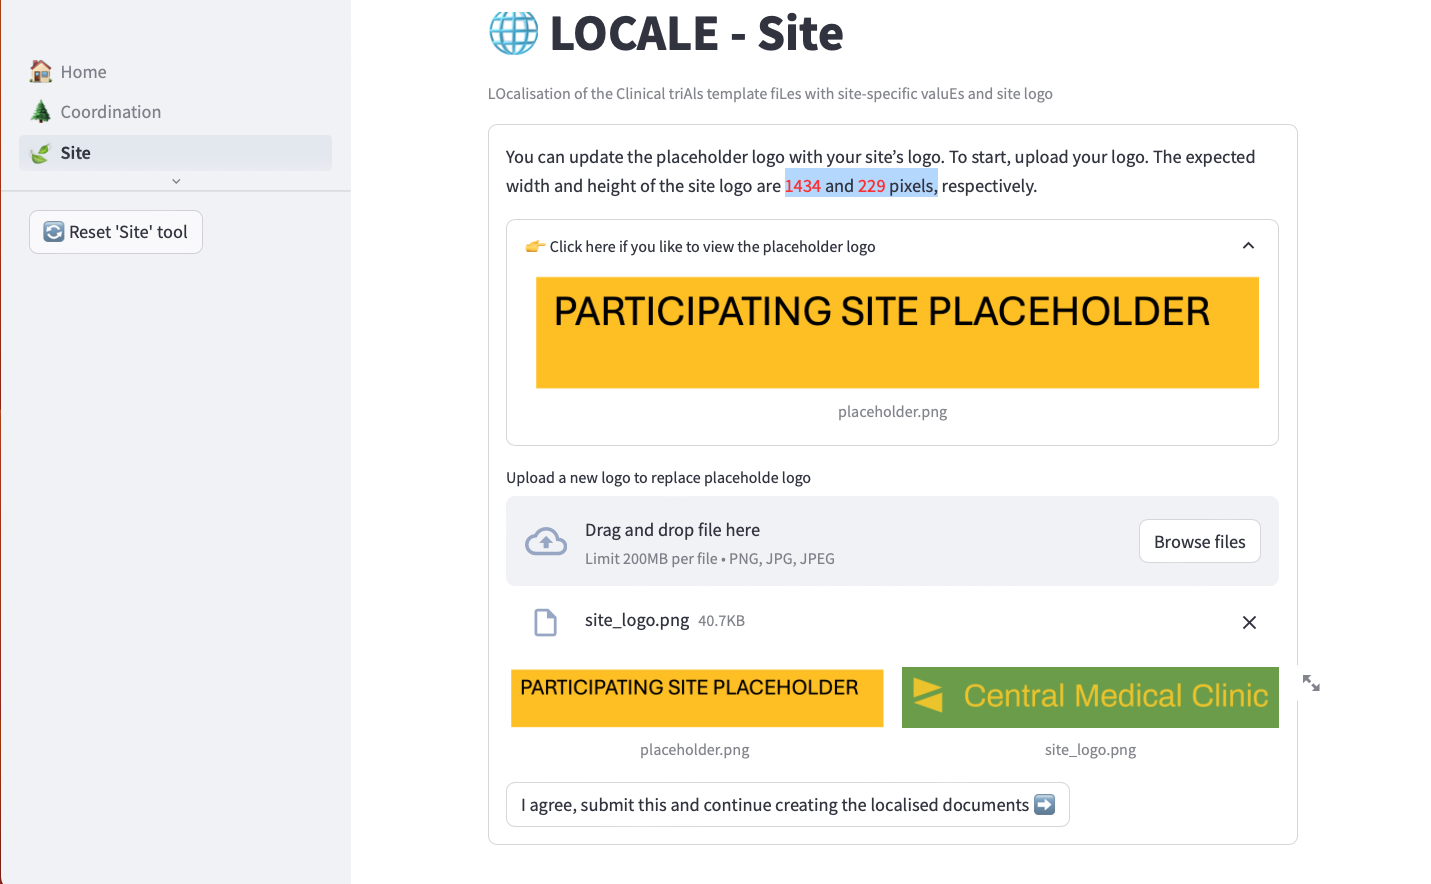 LOCALE - Site
Home
Coordination
Site
Reset 'Site' tool
LOcalisation of the Clinical triAls template fiLes with site-specific valuEs and site logo
You can update the placeholder logo with your site’s logo. To start, upload your logo. The expected
width and height of the site logo are 1434 and 229 pixels, respectively.
Click here if you like to view the placeholder logo
PARTICIPATING SITE PLACEHOLDER
placeholder.png
Upload a new logo to replace placeholde logo
Drag and drop file here
Limit 200MB per file • PNG, JPG, JPEG
Browse files
site_logo.png 40.7KB
PARTICIPATING SITE PLACEHOLDER
placeholder.png
Central Medical Clinic
site_logo.png
I agree, submit this and continue creating the localised documents